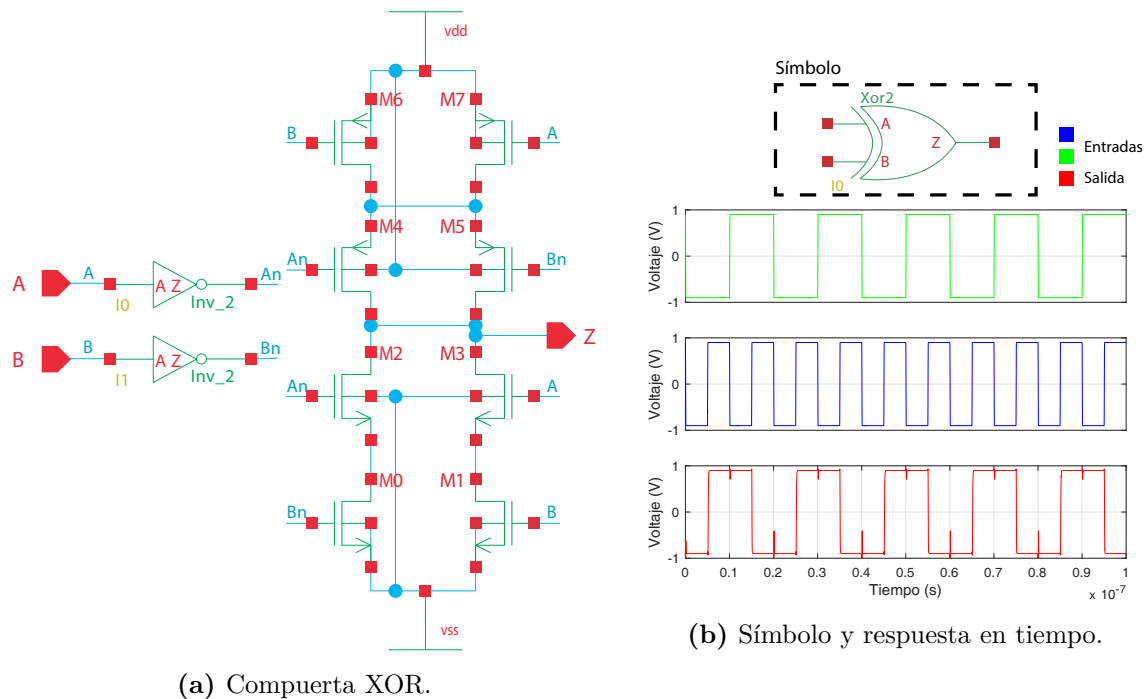 vdd
M6 M7
B A
M4 M5
An Bn
A A A Z An
I0 Inv_2
Z
B B A Z Bn
I1 Inv_2
M2 M3
An A
M0 M1
Bn B
vss
(a) Compuerta XOR.
Símbolo
Xor2
A
Z
B
I0
Entradas
Salida
Voltaje (V)
1
0
-1
Voltaje (V)
1
0
-1
Voltaje (V)
1
0
-1
0 0.1 0.2 0.3 0.4 0.5 0.6 0.7 0.8 0.9 1
Tiempo (s)
x 10-7
(b) Símbolo y respuesta en tiempo.